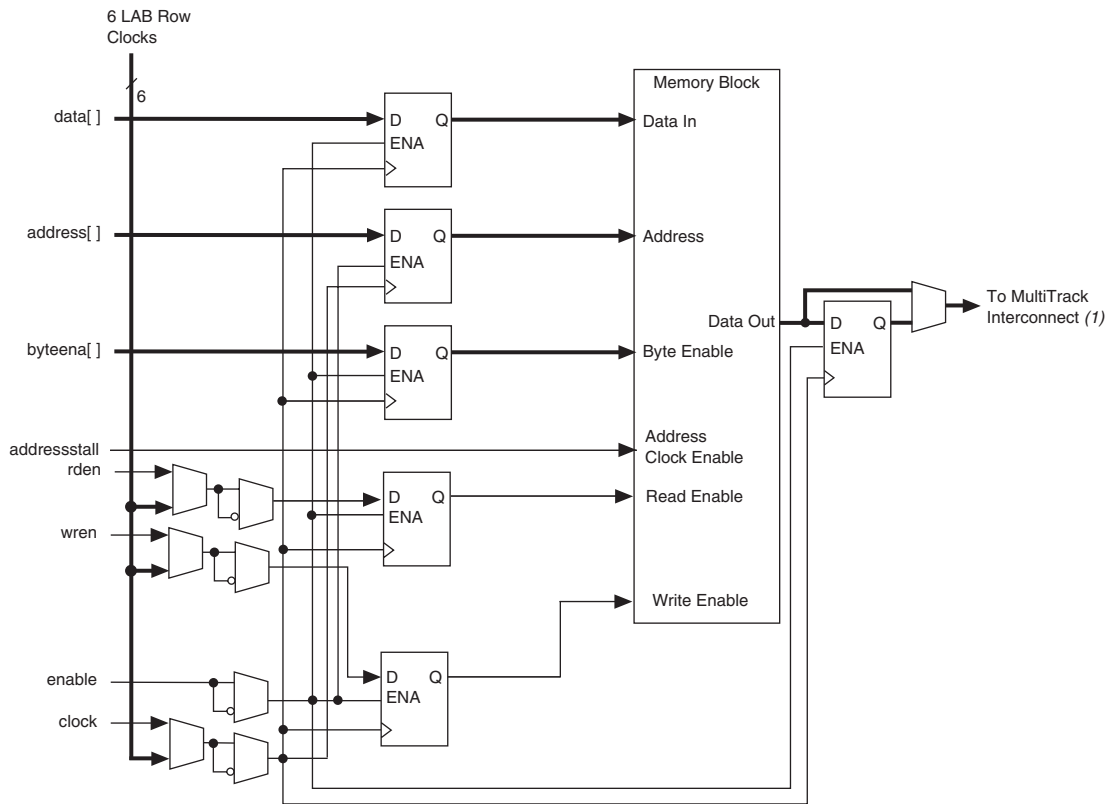 6 LAB Row
Clocks
6
Memory Block
data[ ]
D Q
ENA
Data In
address[ ]
D Q
ENA
Address
To MultiTrack
Interconnect (1)
Data Out
D Q
ENA
byteena[ ]
D Q
ENA
Byte Enable
addressstall
Address
Clock Enable
rden
D Q
ENA
Read Enable
wren
Write Enable
enable
D Q
ENA
clock